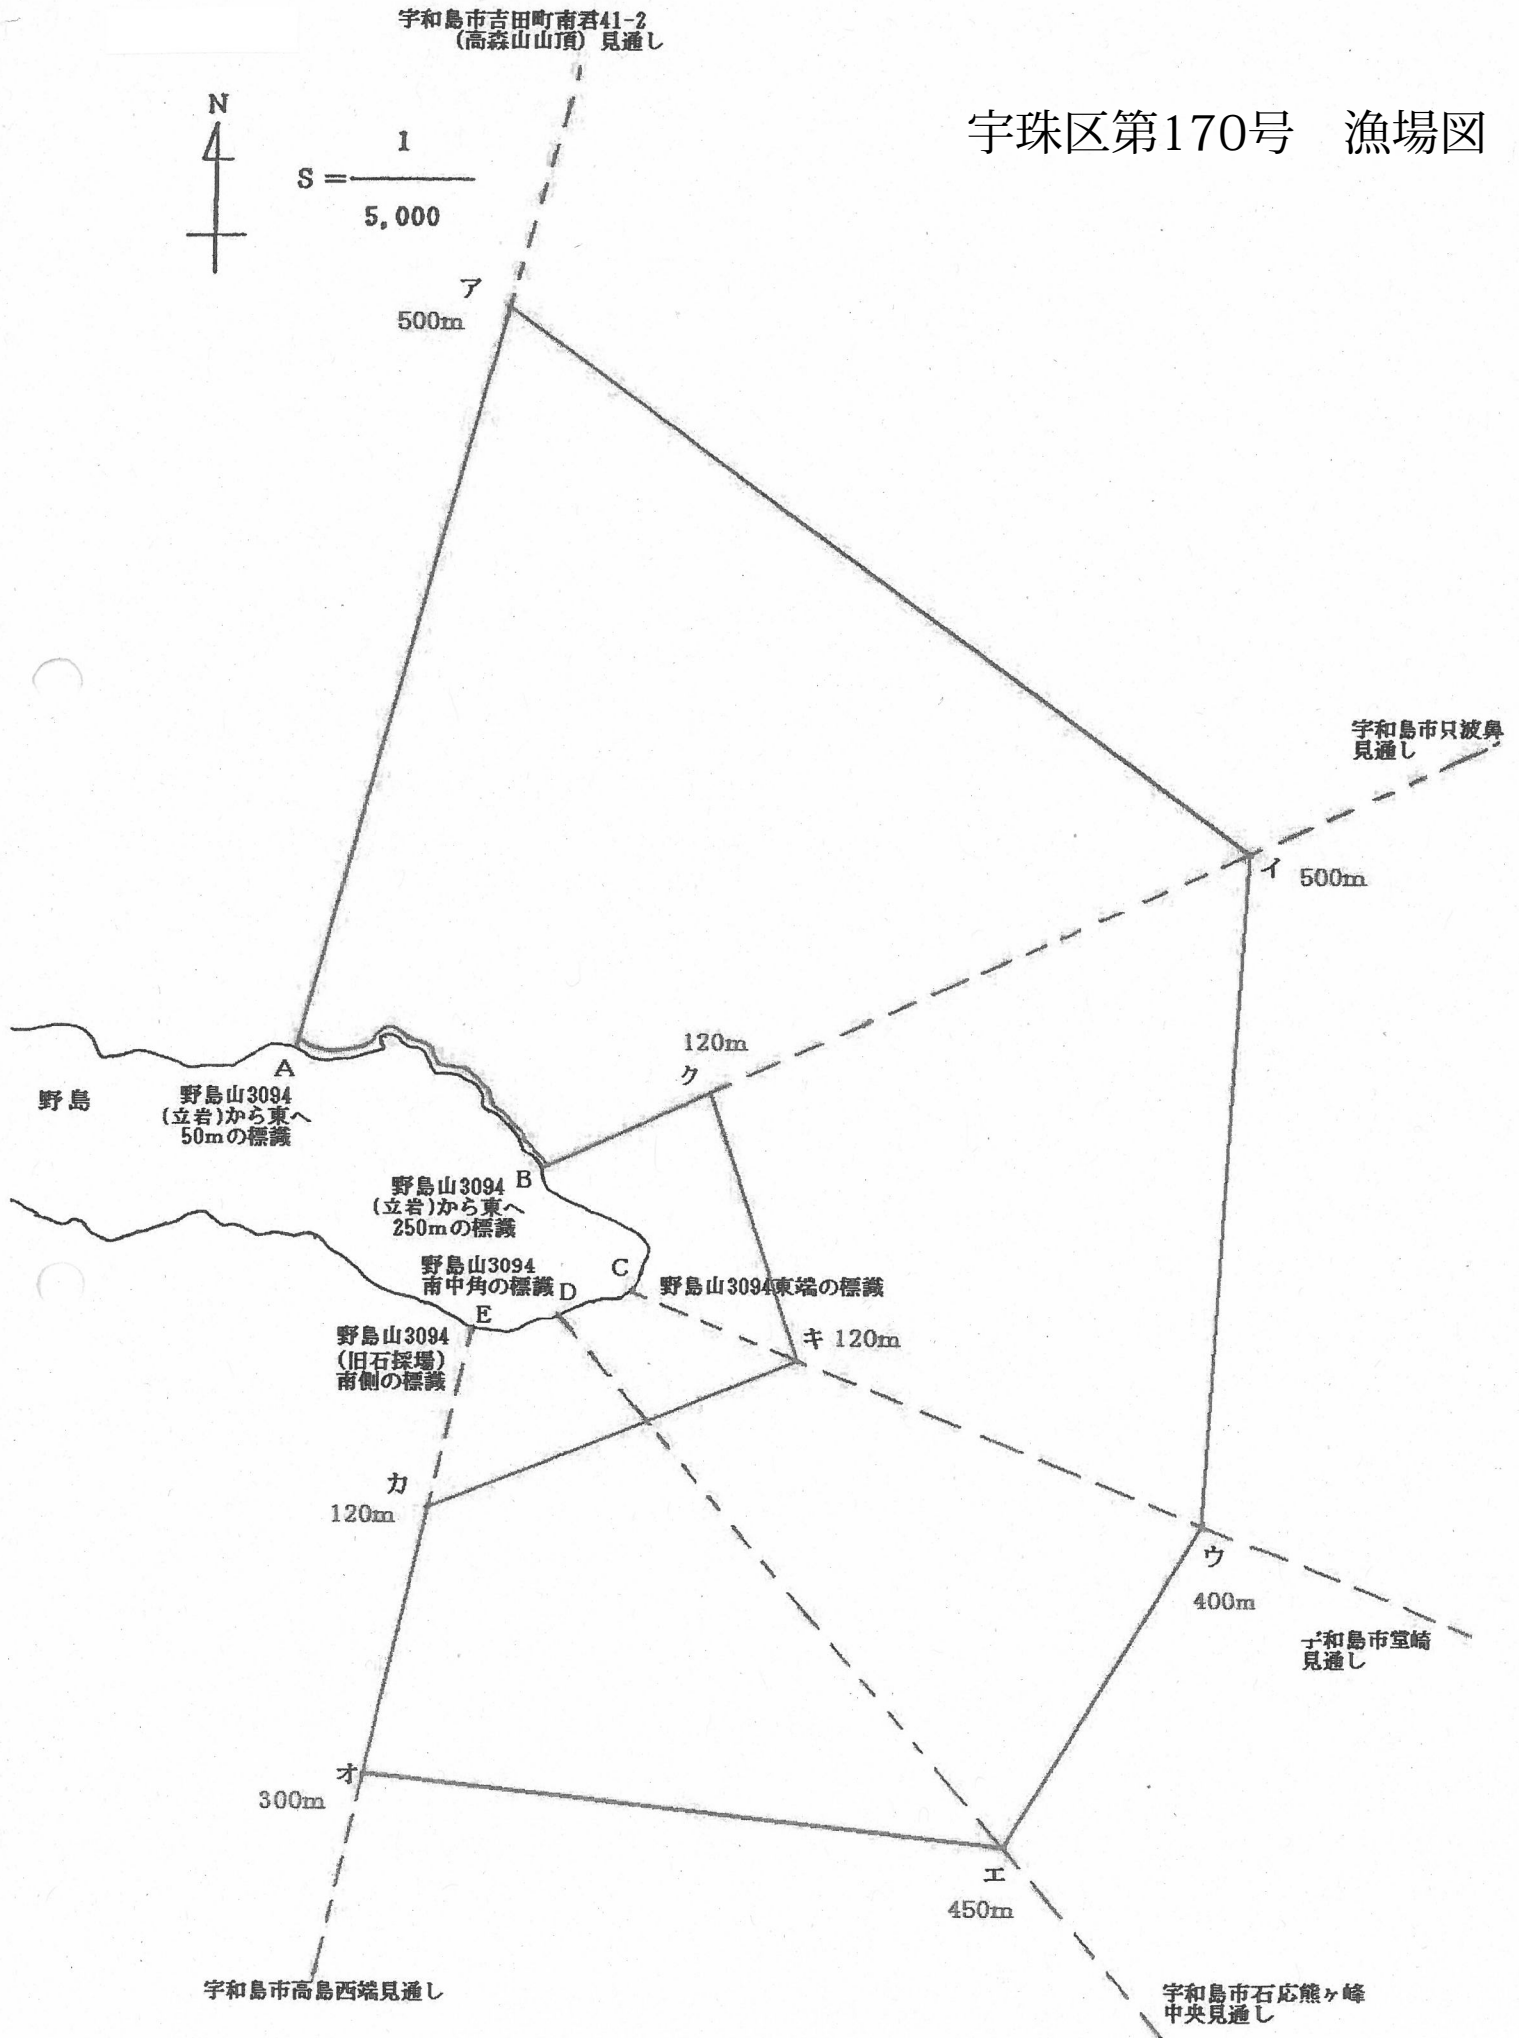 宇和島市吉田町南君41-2
(高森山山頂)見通し
宇珠区第170号 漁場図
N
S=
1
5,000
ア
500m
宇和島市只波鼻
見通し
イ 500m
120m
ク
A
野島
野島山3094
(立岩)から東へ
50mの標識
B
野島山3094
(立岩)から東へ
250mの標識
野島山3094
南中角の標識
D
C
野島山3094東端の標識
E
野島山3094
(旧石採場)
南側の標識
キ 120m
カ
120m
ウ
400m
宇和島市堂崎
見通し
オ
300m
エ
450m
宇和島市高島西端見通し
宇和島市石応熊ヶ峰
中央見通し